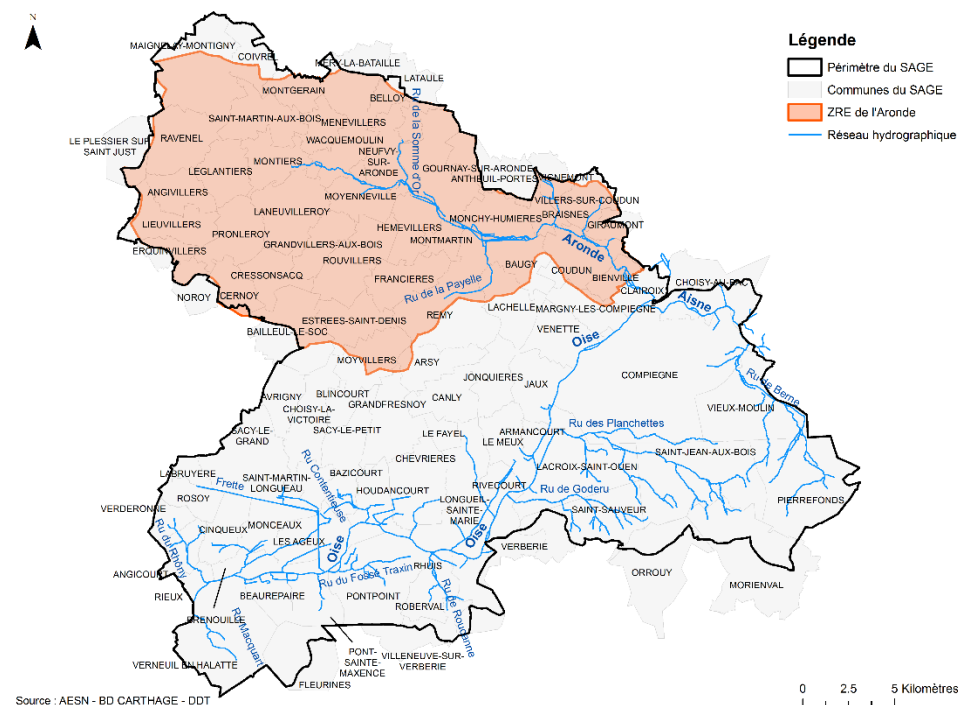 N
MAIGNELAY-MONTIGNY
COIVREL
MERY-LA-BATAILLE
LATAULE
MONTGERAIN
BELLOY
SAINT-MARTIN-AUX-BOIS
MENEVILLERS
LE PLESSIER SUR
SAINT JUST
RAVENEL
WACQUEMOULIN
NEUFVY-
SUR-
ARONDE
Ru de la Somme d'Or
MONTIERS
LEGLANTIERS
GOURNAY-SUR-ARONDE
ANTHEUIL-PORTES
VIGNEMONT
ANGIVILLERS
MOYENNEVILLE
VILLERS-SUR-COUDUN
LANEUVILLEROY
MONCHY-HUMIERES
BRAISNES
GIRAUMONT
LIEUVILLERS
PRONLEROY
HEMEVILLERS
MONTMARTIN
Aronde
ERQUINVILLERS
GRANDVILLERS-AUX-BOIS
ROUVILLERS
BAUGY
COUDUN
CRESSONSACQ
FRANCIERES
BIENVILLE
CHOISY-AU-BAC
NOROY
CERNOY
Ru de la Payelle
CLAIROIX
Aisne
LACHELLE
MARGNY-LES-COMPIEGNE
ESTREES-SAINT-DENIS
REMY
BAILLEUL-LE-SOC
VENETTE
Oise
MOYVILLERS
ARSY
JONQUIERES
JAUX
COMPIEGNE
Ru de Berne
AVRIGNY
BLINCOURT
CHOISY-LA-
VICTOIRE
GRANDFRESNOY
CANLY
VIEUX-MOULIN
SACY-LE-
GRAND
SACY-LE-PETIT
LE FAYEL
ARMANCOURT
LE MEUX
Ru des Planchettes
SAINT-JEAN-AUX-BOIS
CHEVRIERES
LACROIX-SAINT-OUEN
LABRUYERE
SAINT-MARTIN-
LONGUEAU
Ru Contentieuse
BAZICOURT
Frette
HOUDANCOURT
RIVECOURT
Ru de Goderu
PIERREFONDS
ROSOY
LONGUEIL-
SAINTE-
MARIE
SAINT-SAUVEUR
VERDERONNE
CINQUEUX
MONCEAUX
LES AGEUX
Oise
Oise
VERBERIE
Ru du Rhôny
RHUIS
ANGICOURT
Ru du Fossé Traxin
ORROUY
MORIENVAL
RIEUX
BEAUREPAIRE
PONTPOINT
ROBERVAL
Ru de Roucanne
BRENOUILLE
Ru Macquart
VERNEUIL EN HALATTE
PONT-
SAINTE-
MAXENCE
VILLENEUVE-SUR-
VERBERIE
FLEURINES
Légende
Périmètre du SAGE
Communes du SAGE
ZRE de l'Aronde
Réseau hydrographique
Source : AESN - BD CARTHAGE - DDT
0 2.5 5 Kilomètres